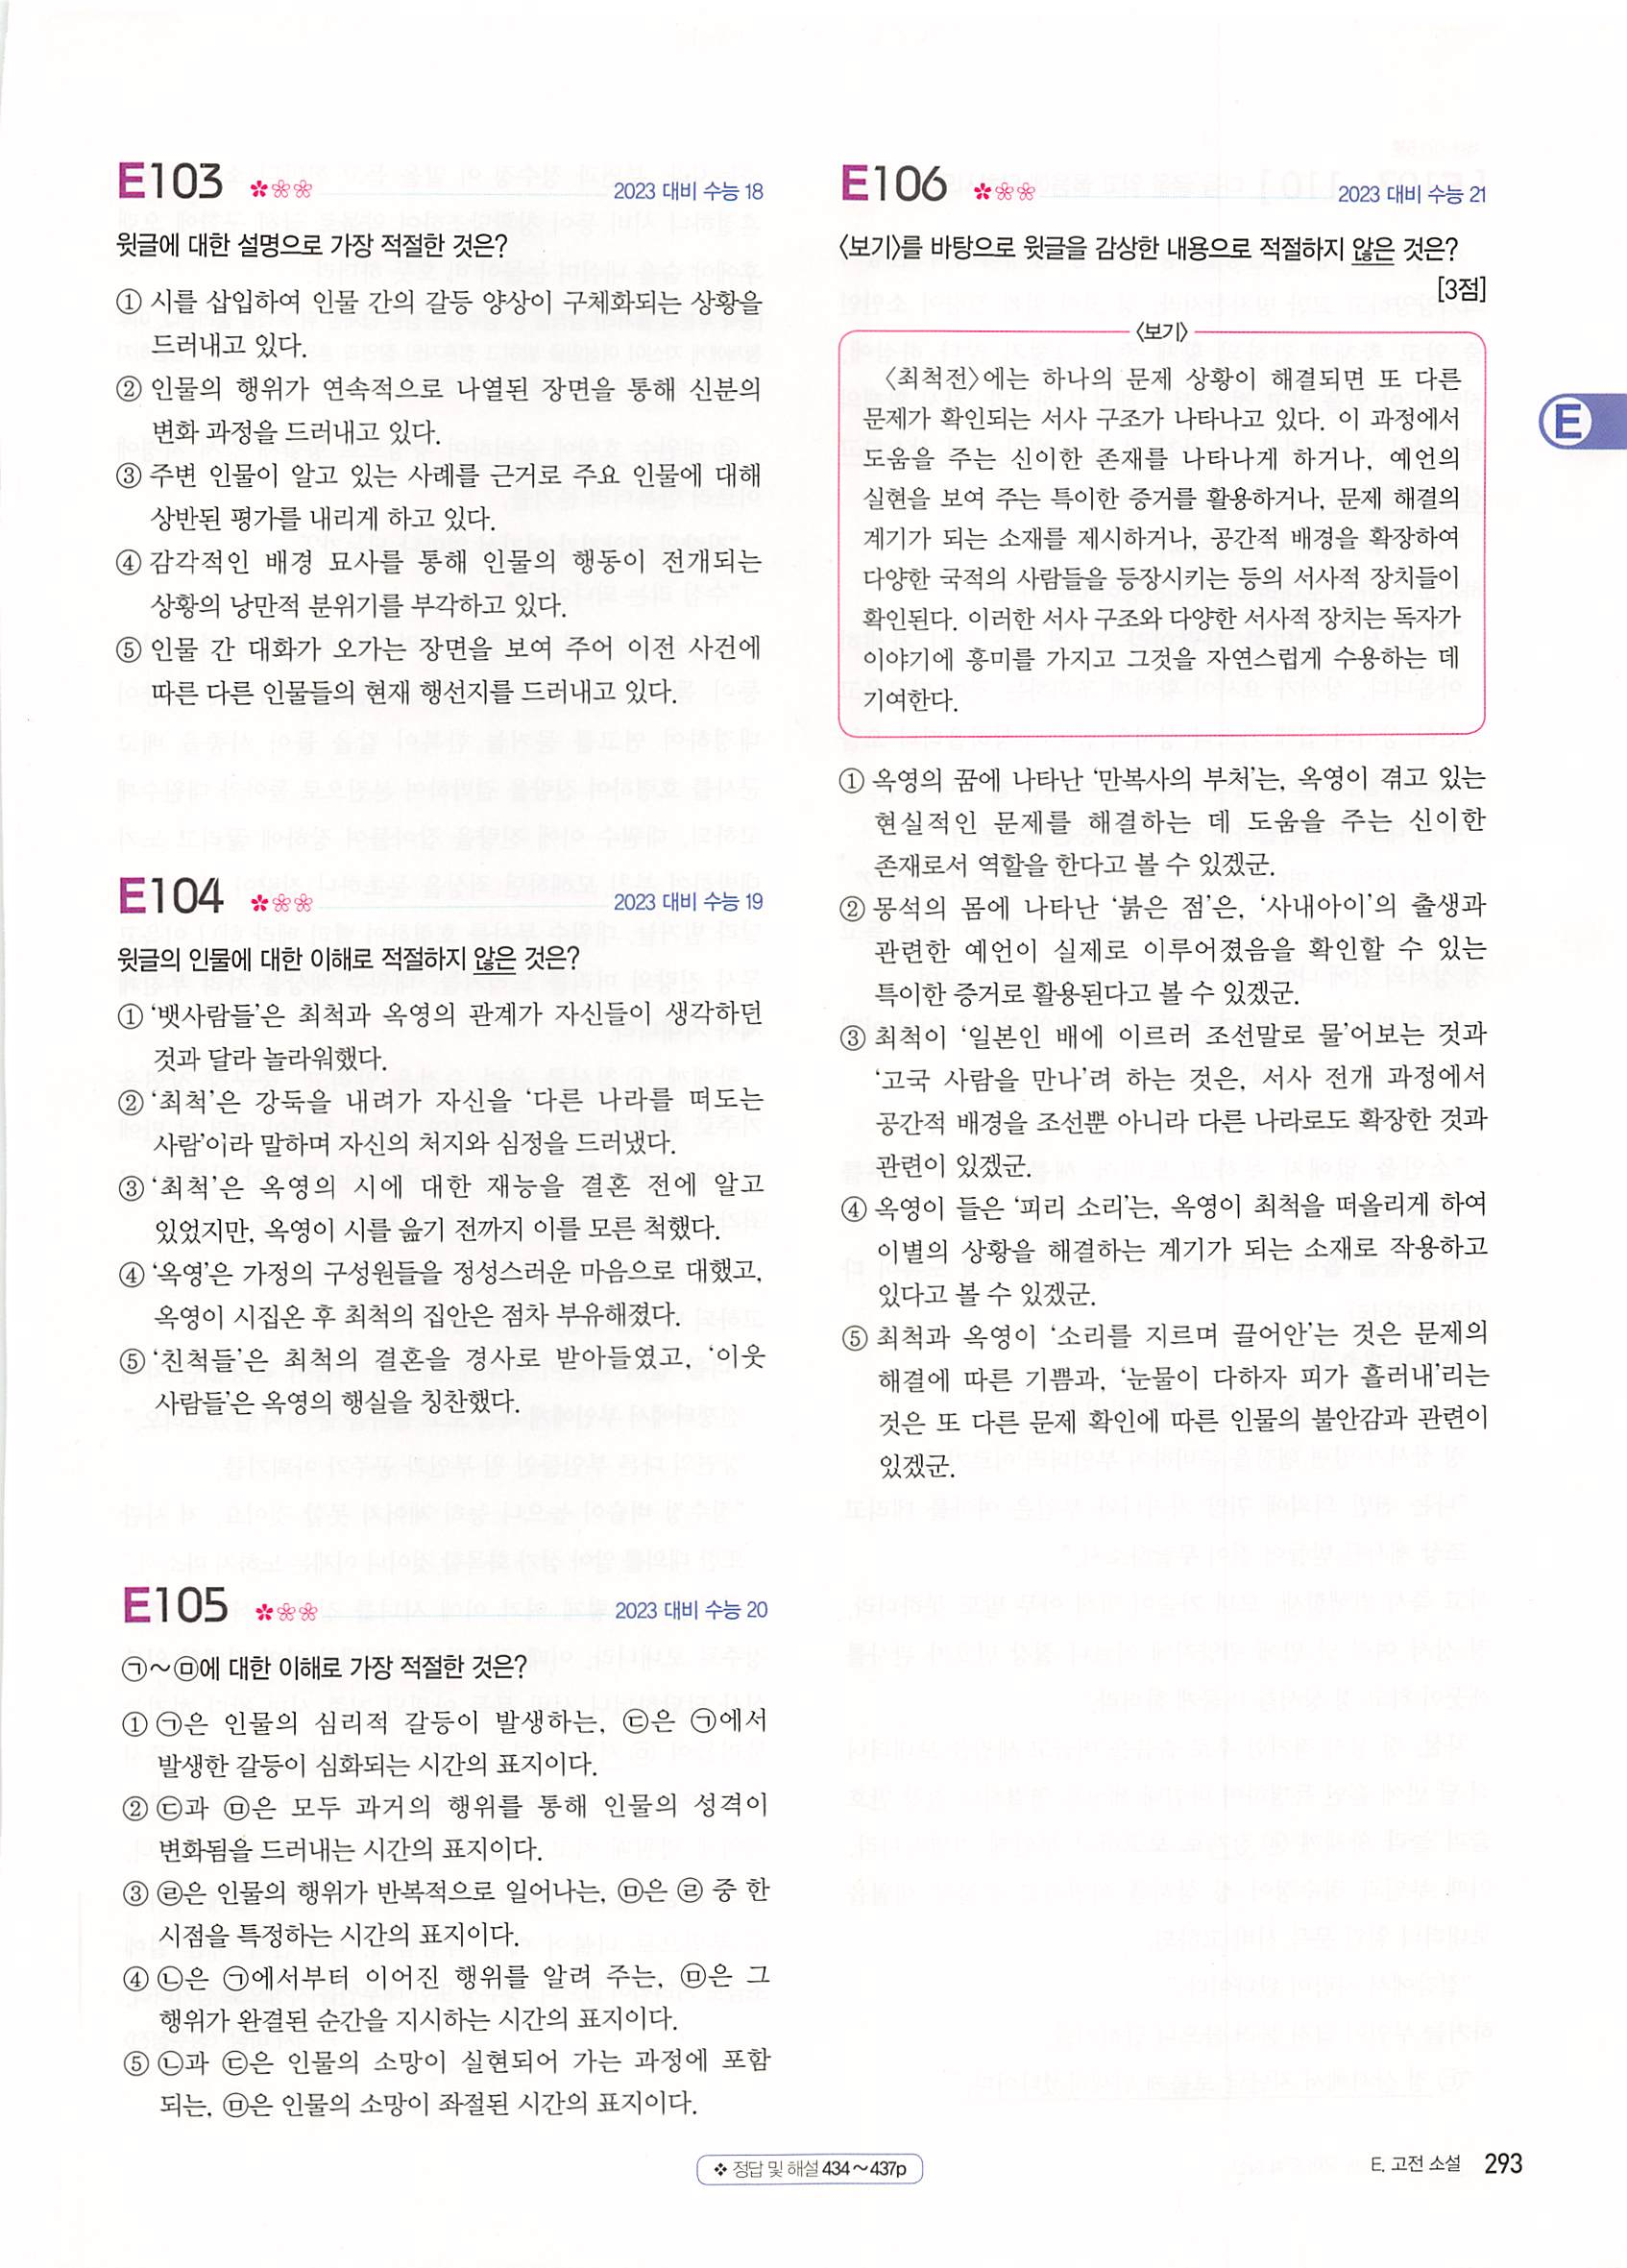 E103
2023 대비 수능 18
윗글에 대한 설명으로 가장 적절한 것은?
① 시를 삽입하여 인물 간의 갈등 양상이 구체화되는 상황을
드러내고 있다.
② 인물의 행위가 연속적으로 나열된 장면을 통해 신분의
변화 과정을 드러내고 있다.
③ 주변 인물이 알고 있는 사례를 근거로 주요 인물에 대해
상반된 평가를 내리게 하고 있다.
④ 감각적인 배경 묘사를 통해 인물의 행동이 전개되는
상황의 낭만적 분위기를 부각하고 있다.
⑤ 인물 간 대화가 오가는 장면을 보여 주어 이전 사건에
따른 다른 인물들의 현재 행선지를 드러내고 있다.
E104
2023 대비 수능 19
윗글의 인물에 대한 이해로 적절하지 않은 것은?
① ‘뱃사람들’은 최척과 옥영의 관계가 자신들이 생각하던
것과 달라 놀라워했다.
② ‘최척’은 강둑을 내려가 자신을 ‘다른 나라를 떠도는
사람’이라 말하며 자신의 처지와 심정을 드러냈다.
③ ‘최척’은 옥영의 시에 대한 재능을 결혼 전에 알고
있었지만, 옥영이 시를 읊기 전까지 이를 모른 척했다.
④ ‘옥영’은 가정의 구성원들을 정성스러운 마음으로 대했고,
옥영이 시집온 후 최척의 집안은 점차 부유해졌다.
⑤ ‘친척들’은 최척의 결혼을 경사로 받아들였고, ‘이웃
사람들’은 옥영의 행실을 칭찬했다.
E105
2023 대비 수능 20
㉠~㉤에 대한 이해로 가장 적절한 것은?
① ㉠은 인물의 심리적 갈등이 발생하는, ㉢은 ㉠에서
발생한 갈등이 심화되는 시간의 표지이다.
② ㉢과 ㉤은 모두 과거의 행위를 통해 인물의 성격이
변화됨을 드러내는 시간의 표지이다.
③ ㉣은 인물의 행위가 반복적으로 일어나는, ㉤은 ㉣ 중 한
시점을 특정하는 시간의 표지이다.
④ ㉡은 ㉠에서부터 이어진 행위를 알려 주는, ㉤은 그
행위가 완결된 순간을 지시하는 시간의 표지이다.
⑤ ㉡과 ㉢은 인물의 소망이 실현되어 가는 과정에 포함
되는, ㉤은 인물의 소망이 좌절된 시간의 표지이다.
E106
2023 대비 수능 21
〈보기〉를 바탕으로 윗글을 감상한 내용으로 적절하지 않은 것은?
[3점]
〈보기〉
〈최척전〉에는 하나의 문제 상황이 해결되면 또 다른
문제가 확인되는 서사 구조가 나타나고 있다. 이 과정에서
도움을 주는 신이한 존재를 나타나게 하거나, 예언의
실현을 보여 주는 특이한 증거를 활용하거나, 문제 해결의
계기가 되는 소재를 제시하거나, 공간적 배경을 확장하여
다양한 국적의 사람들을 등장시키는 등의 서사적 장치들이
확인된다. 이러한 서사 구조와 다양한 서사적 장치는 독자가
이야기에 흥미를 가지고 그것을 자연스럽게 수용하는 데
기여한다.
① 옥영의 꿈에 나타난 ‘만복사의 부처’는, 옥영이 겪고 있는
현실적인 문제를 해결하는 데 도움을 주는 신이한
존재로서 역할을 한다고 볼 수 있겠군.
② 몽석의 몸에 나타난 ‘붉은 점’은, ‘사내아이’의 출생과
관련한 예언이 실제로 이루어졌음을 확인할 수 있는
특이한 증거로 활용된다고 볼 수 있겠군.
③ 최척이 ‘일본인 배에 이르러 조선말로 물’어보는 것과
‘고국 사람을 만나’려 하는 것은, 서사 전개 과정에서
공간적 배경을 조선뿐 아니라 다른 나라로도 확장한 것과
관련이 있겠군.
④ 옥영이 들은 ‘피리 소리’는, 옥영이 최척을 떠올리게 하여
이별의 상황을 해결하는 계기가 되는 소재로 작용하고
있다고 볼 수 있겠군.
⑤ 최척과 옥영이 ‘소리를 지르며 끌어안’는 것은 문제의
해결에 따른 기쁨과, ‘눈물이 다하자 피가 흘러내’리는
것은 또 다른 문제 확인에 따른 인물의 불안감과 관련이
있겠군.
E
❖ 정답 및 해설 434~437p
E. 고전 소설 293